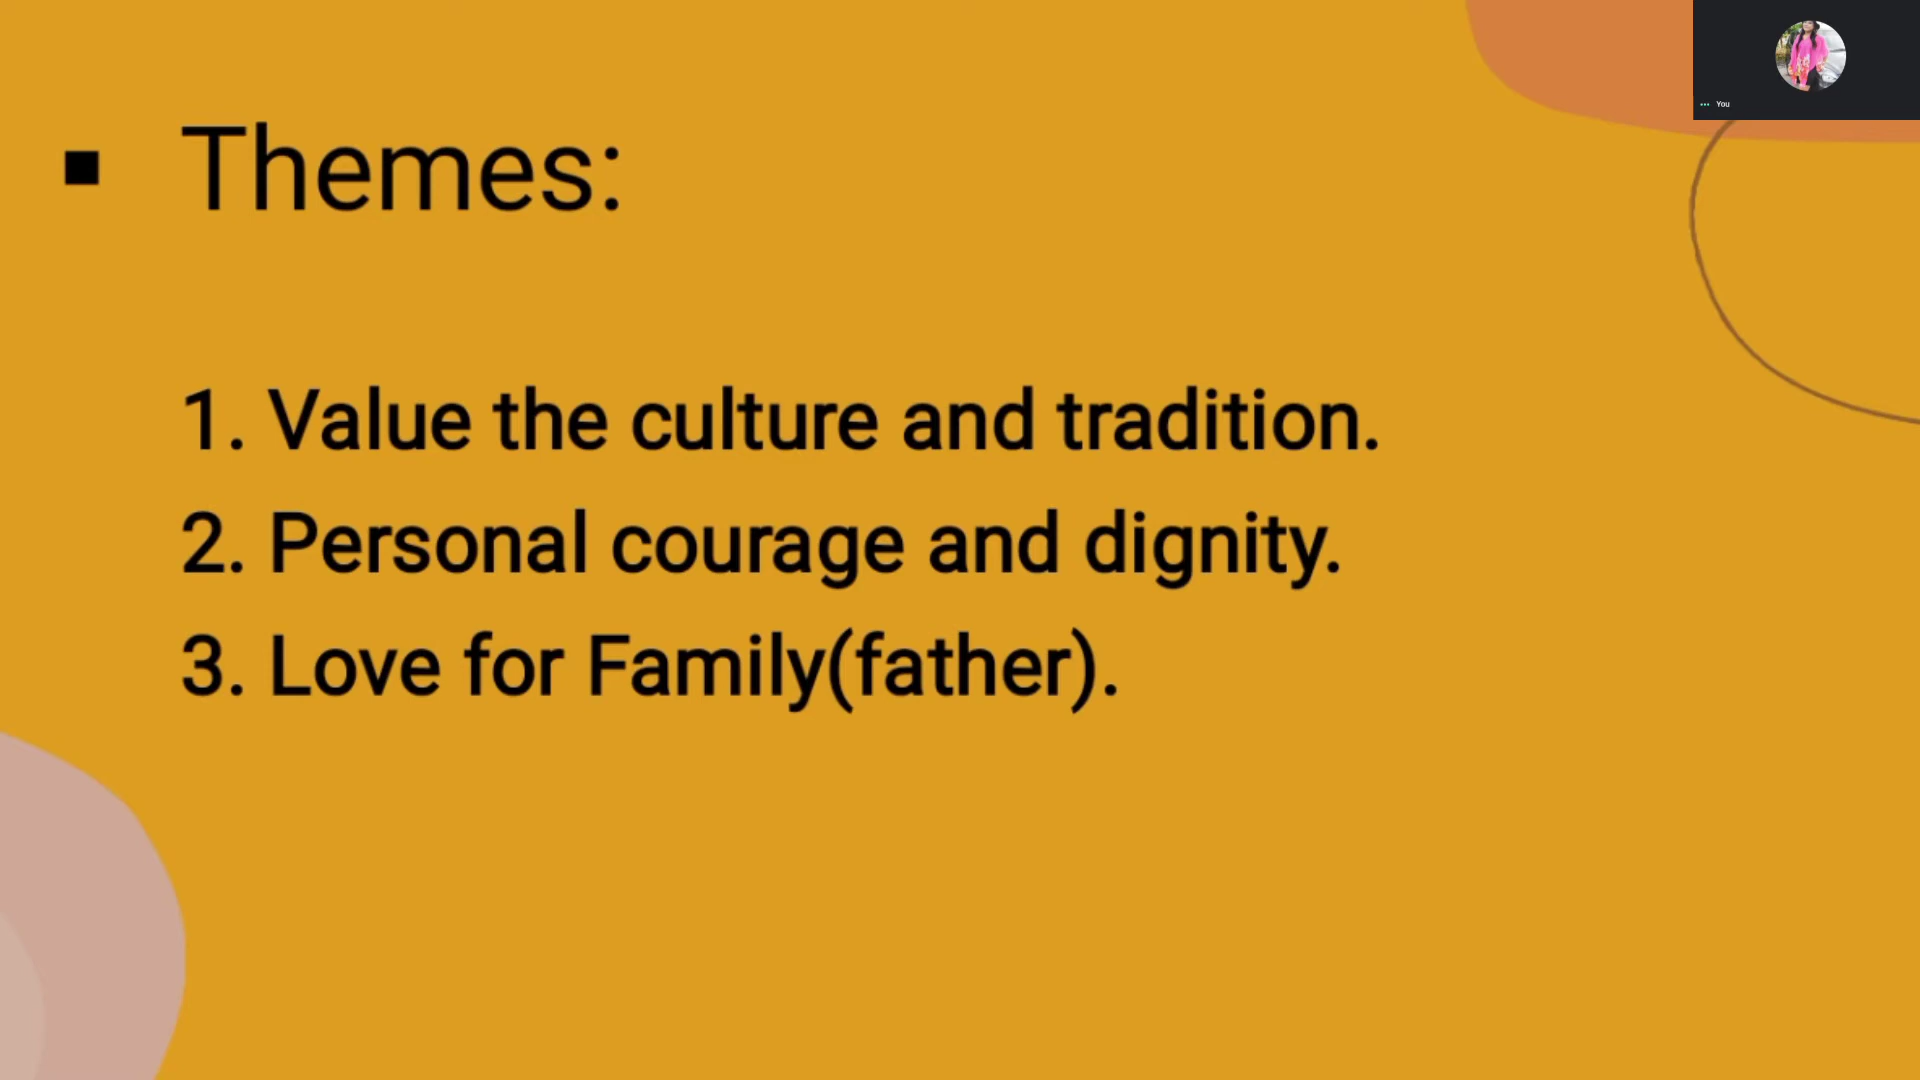 You
▪ Themes:
1. Value the culture and tradition.
2. Personal courage and dignity.
3. Love for Family(father).